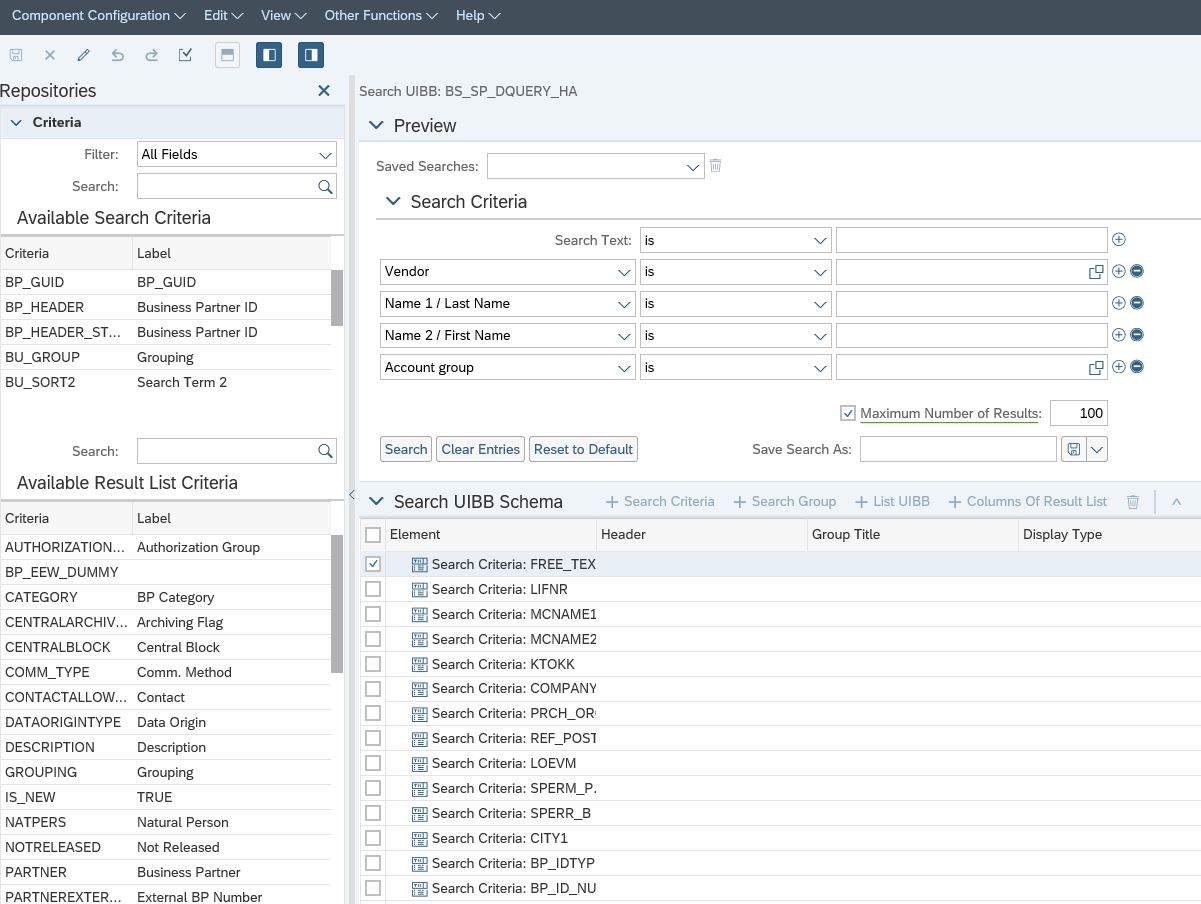 Component Configuration Edit View Other Functions Help
Repositories
Criteria
Filter: All Fields
Search:
Available Search Criteria
Criteria Label
BP_GUID BP_GUID
BP_HEADER Business Partner ID
BP_HEADER_ST... Business Partner ID
BU_GROUP Grouping
BU_SORT2 Search Term 2
Search:
Available Result List Criteria
Criteria Label
AUTHORIZATION... Authorization Group
BP_EEW_DUMMY
CATEGORY BP Category
CENTRALARCHIV... Archiving Flag
CENTRALBLOCK Central Block
COMM_TYPE Comm. Method
CONTACTALLOW... Contact
DATAORIGINTYPE Data Origin
DESCRIPTION Description
GROUPING Grouping
IS_NEW TRUE
NATPERS Natural Person
NOTRELEASED Not Released
PARTNER Business Partner
PARTNEREXTER... External BP Number
Search UIBB: BS_SP_DQUERY_HA
Preview
Saved Searches:
Search Criteria
Search Text: is
Vendor is
Name 1 / Last Name is
Name 2 / First Name is
Account group is
Maximum Number of Results: 100
Search Clear Entries Reset to Default Save Search As:
Search UIBB Schema Search Criteria Search Group List UIBB Columns Of Result List
Element Header Group Title Display Type
Search Criteria: FREE_TEX
Search Criteria: LIFNR
Search Criteria: MCNAME1
Search Criteria: MCNAME2
Search Criteria: KTOKK
Search Criteria: COMPANY
Search Criteria: PRCH_OR
Search Criteria: REF_POST
Search Criteria: LOEVM
Search Criteria: SPERM_P.
Search Criteria: SPERR_B
Search Criteria: CITY1
Search Criteria: BP_IDTYP
Search Criteria: BP_ID_NU